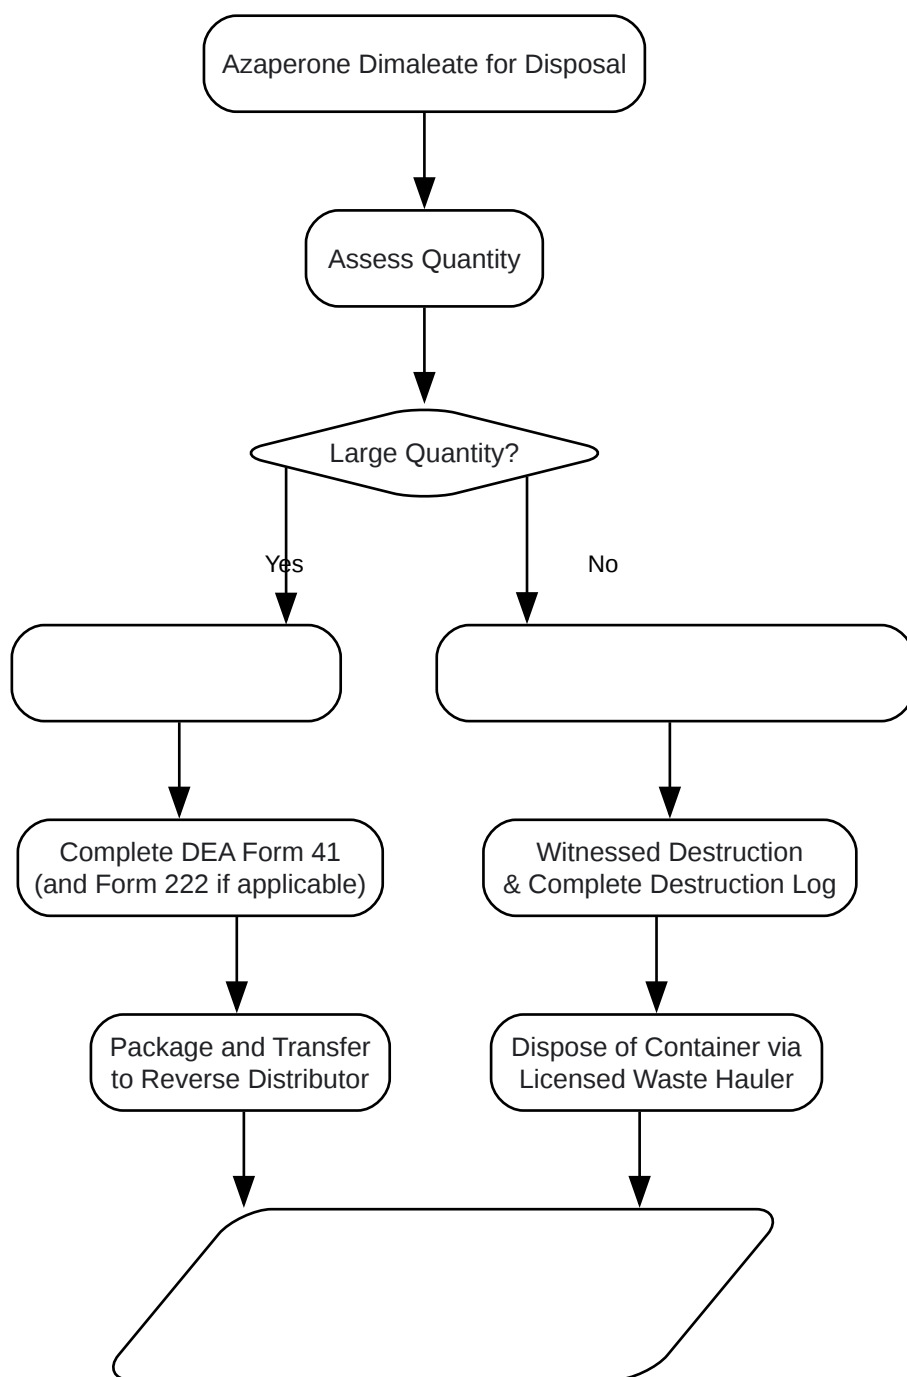 Azaperone Dimaleate for Disposal
Assess Quantity
Large Quantity?
Yes
No
Complete DEA Form 41
(and Form 222 if applicable)
Witnessed Destruction
& Complete Destruction Log
Package and Transfer
to Reverse Distributor
Dispose of Container via
Licensed Waste Hauler